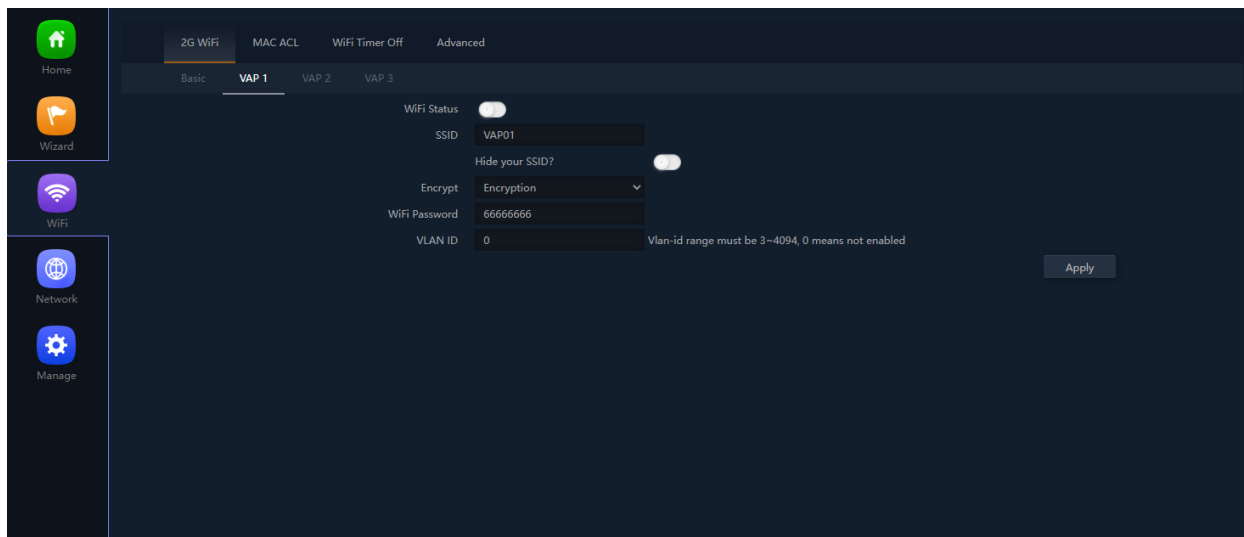 Home
Wizard
WiFi
Network
Manage
2G WiFi MAC ACL WiFi Timer Off Advanced
Basic VAP 1 VAP 2 VAP 3
WiFi Status
SSID VAP01
Hide your SSID?
Encrypt Encryption
WiFi Password 66666666
VLAN ID 0 Vlan-id range must be 3~4094, 0 means not enabled
Apply